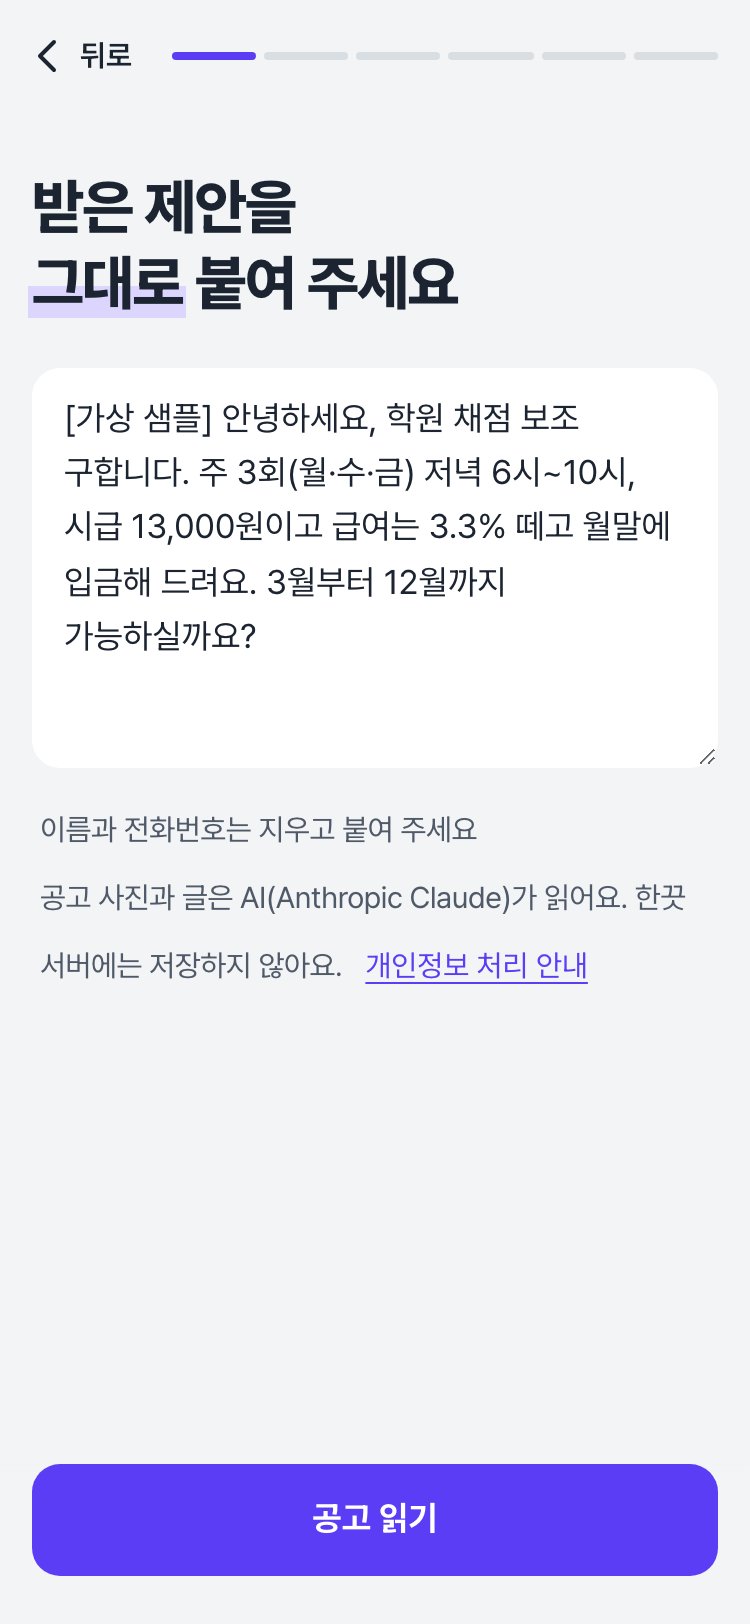 뒤로
받은 제안을
그대로 붙여 주세요
[가상 샘플] 안녕하세요, 학원 채점 보조
구합니다. 주 3회(월·수·금) 저녁 6시~10시,
시급 13,000원이고 급여는 3.3% 떼고 월말에
입금해 드려요. 3월부터 12월까지
가능하실까요?
이름과 전화번호는 지우고 붙여 주세요
공고 사진과 글은 AI(Anthropic Claude)가 읽어요. 한끗
서버에는 저장하지 않아요. 개인정보 처리 안내
공고 읽기